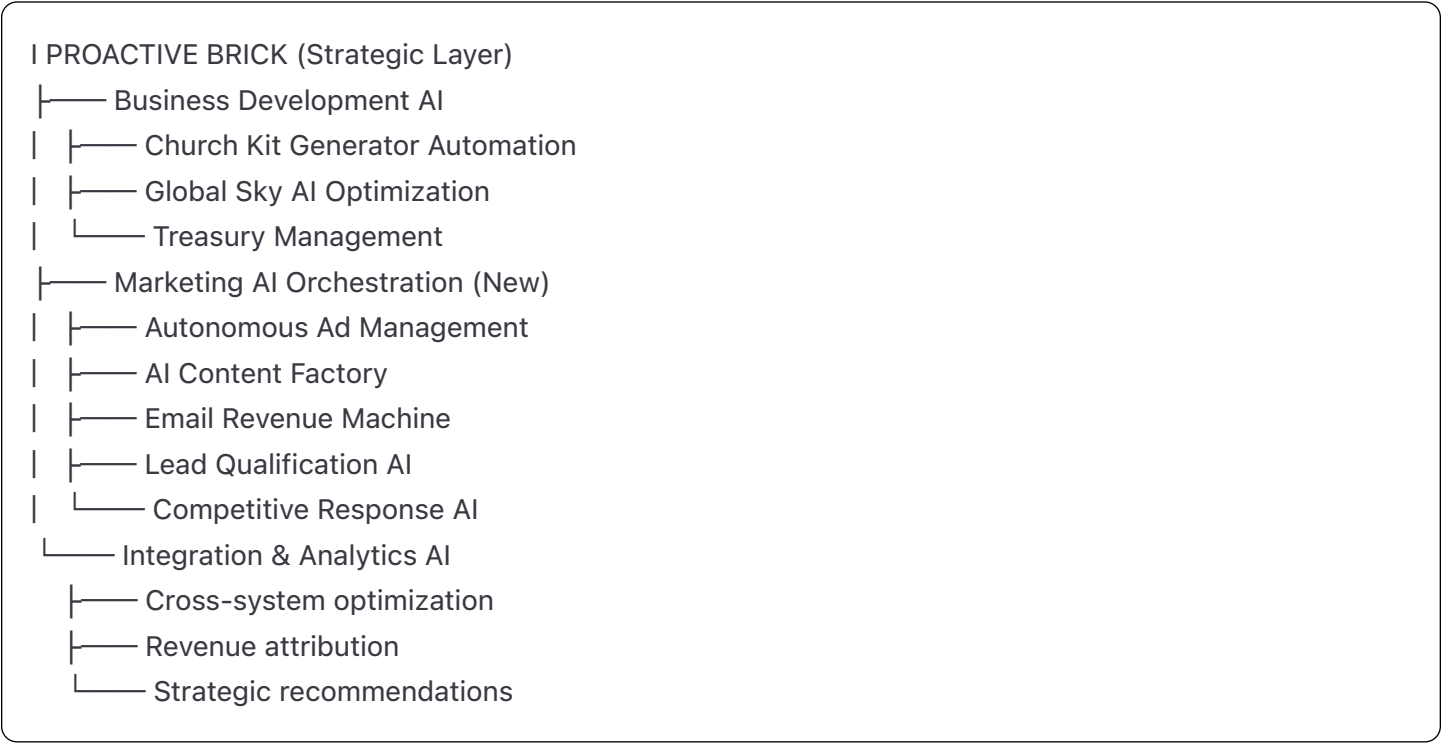 I PROACTIVE BRICK (Strategic Layer)
├── Business Development AI
│ ├── Church Kit Generator Automation
│ ├── Global Sky AI Optimization
│ └── Treasury Management
├── Marketing AI Orchestration (New)
│ ├── Autonomous Ad Management
│ ├── AI Content Factory
│ ├── Email Revenue Machine
│ ├── Lead Qualification AI
│ └── Competitive Response AI
└── Integration & Analytics AI
├── Cross-system optimization
├── Revenue attribution
└── Strategic recommendations